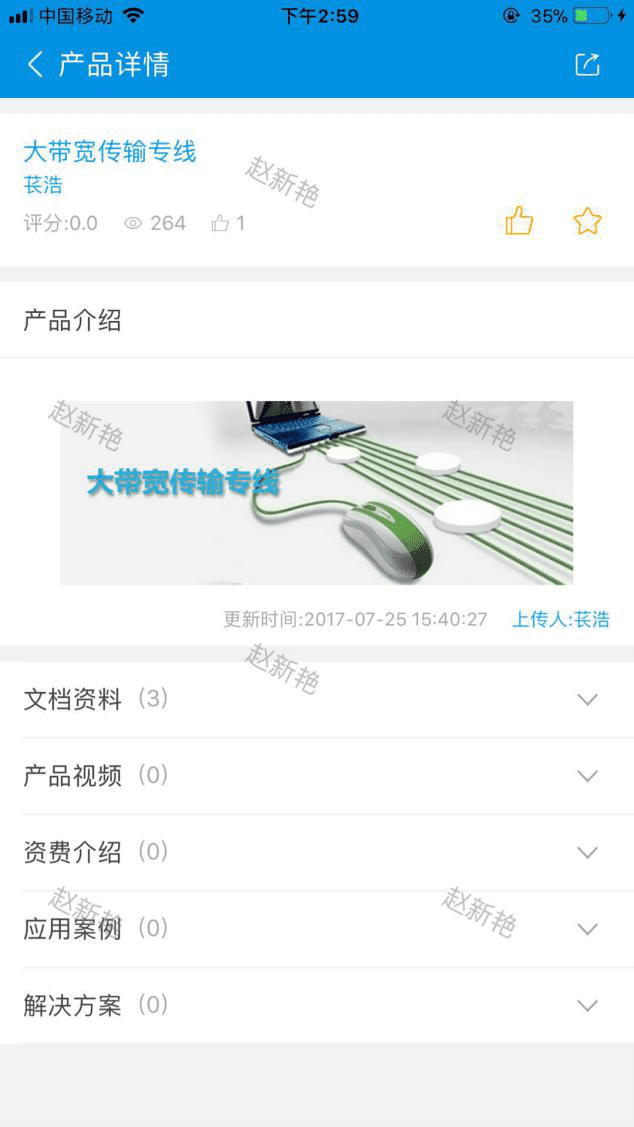 中国移动 下午2:59 35%
产品详情
大带宽传输专线
苌浩
赵新艳
评分:0.0 264 1
产品介绍
赵新艳 赵新艳
大带宽传输专线
更新时间:2017-07-25 15:40:27 上传人:苌浩
赵新艳
文档资料 (3)
产品视频 (0)
资费介绍 (0)
赵新艳 赵新艳
应用案例 (0)
解决方案 (0)